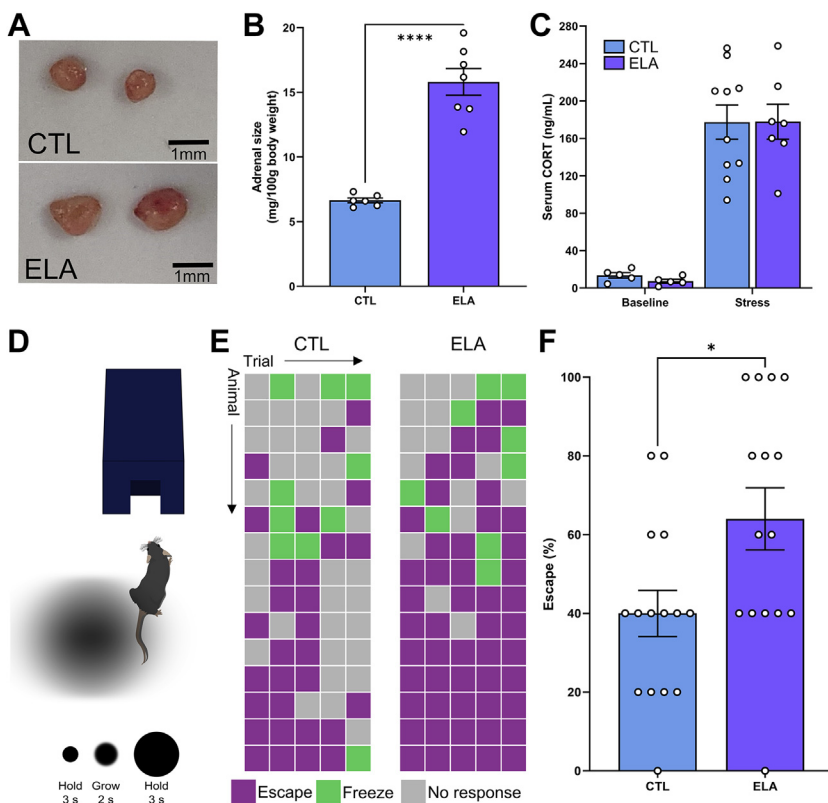 A
CTL
1mm
ELA
1mm
B
****
20
15
10
5
0
Adrenal size
(mg/100g body weight)
CTL
ELA
C
CTL
ELA
280
240
200
160
120
80
40
0
Serum CORT (ng/mL)
Baseline
Stress
D
Hold
3 s
Grow
2 s
Hold
3 s
E
CTL
ELA
Trial
Animal
Escape
Freeze
No response
F
*
100
80
60
40
20
0
Escape (%)
CTL
ELA